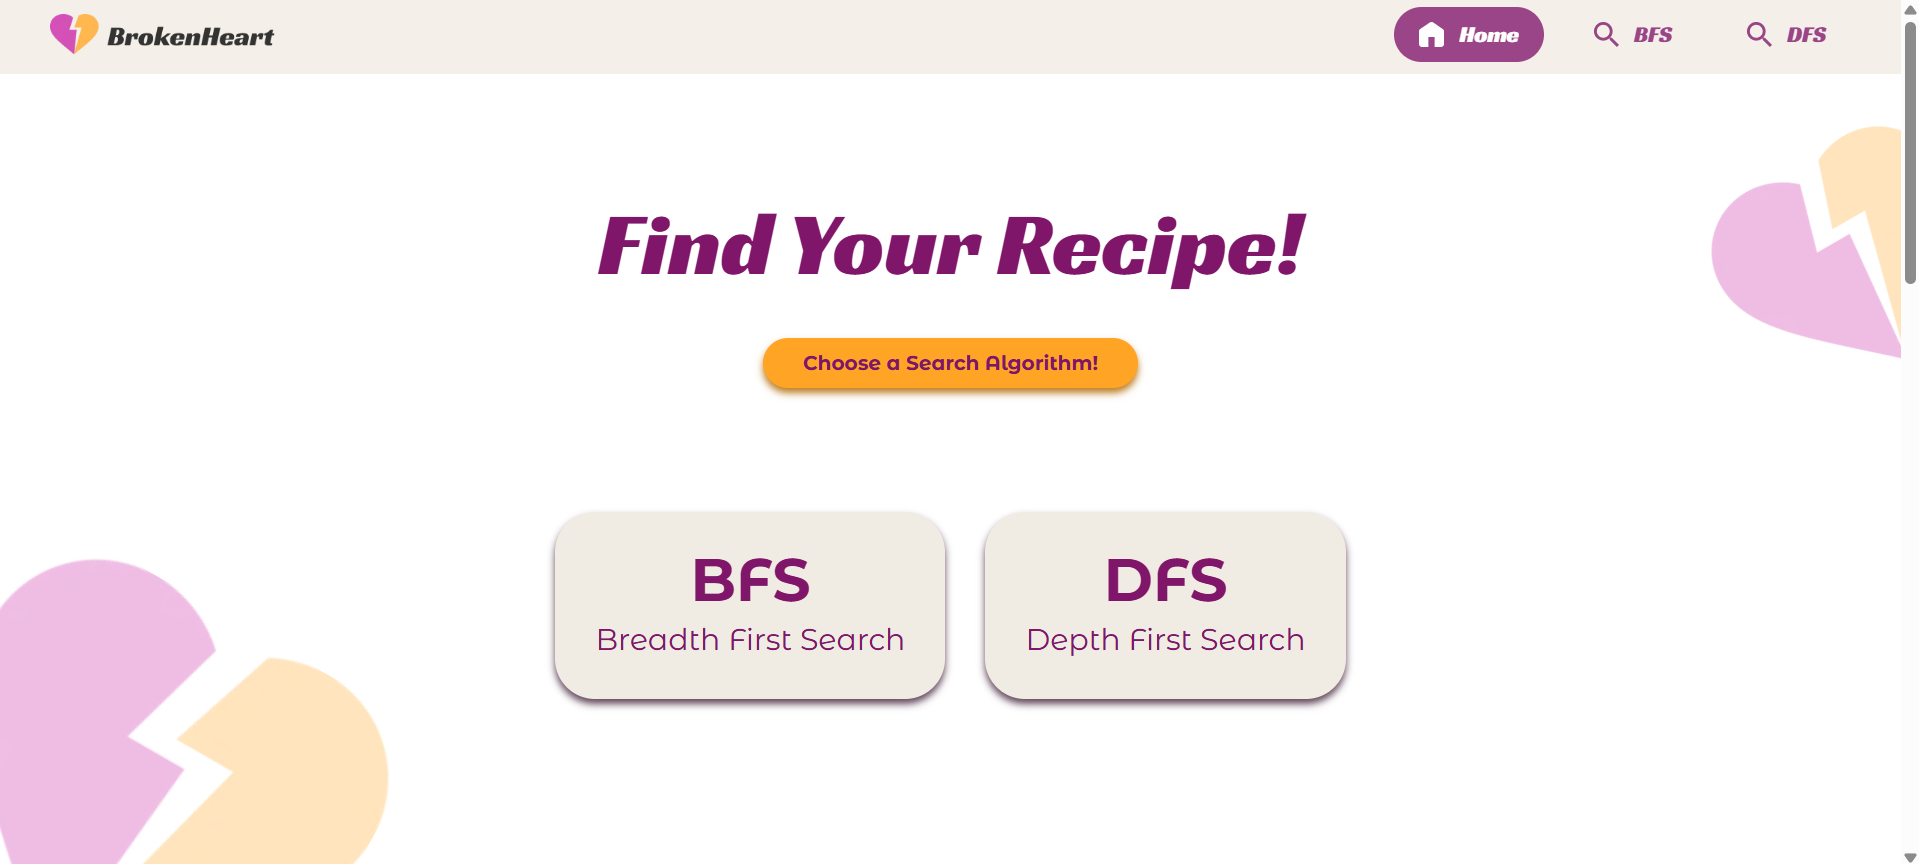 BrokenHeart
Home
BFS
DFS
Find Your Recipe!
Choose a Search Algorithm!
BFS
Breadth First Search
DFS
Depth First Search